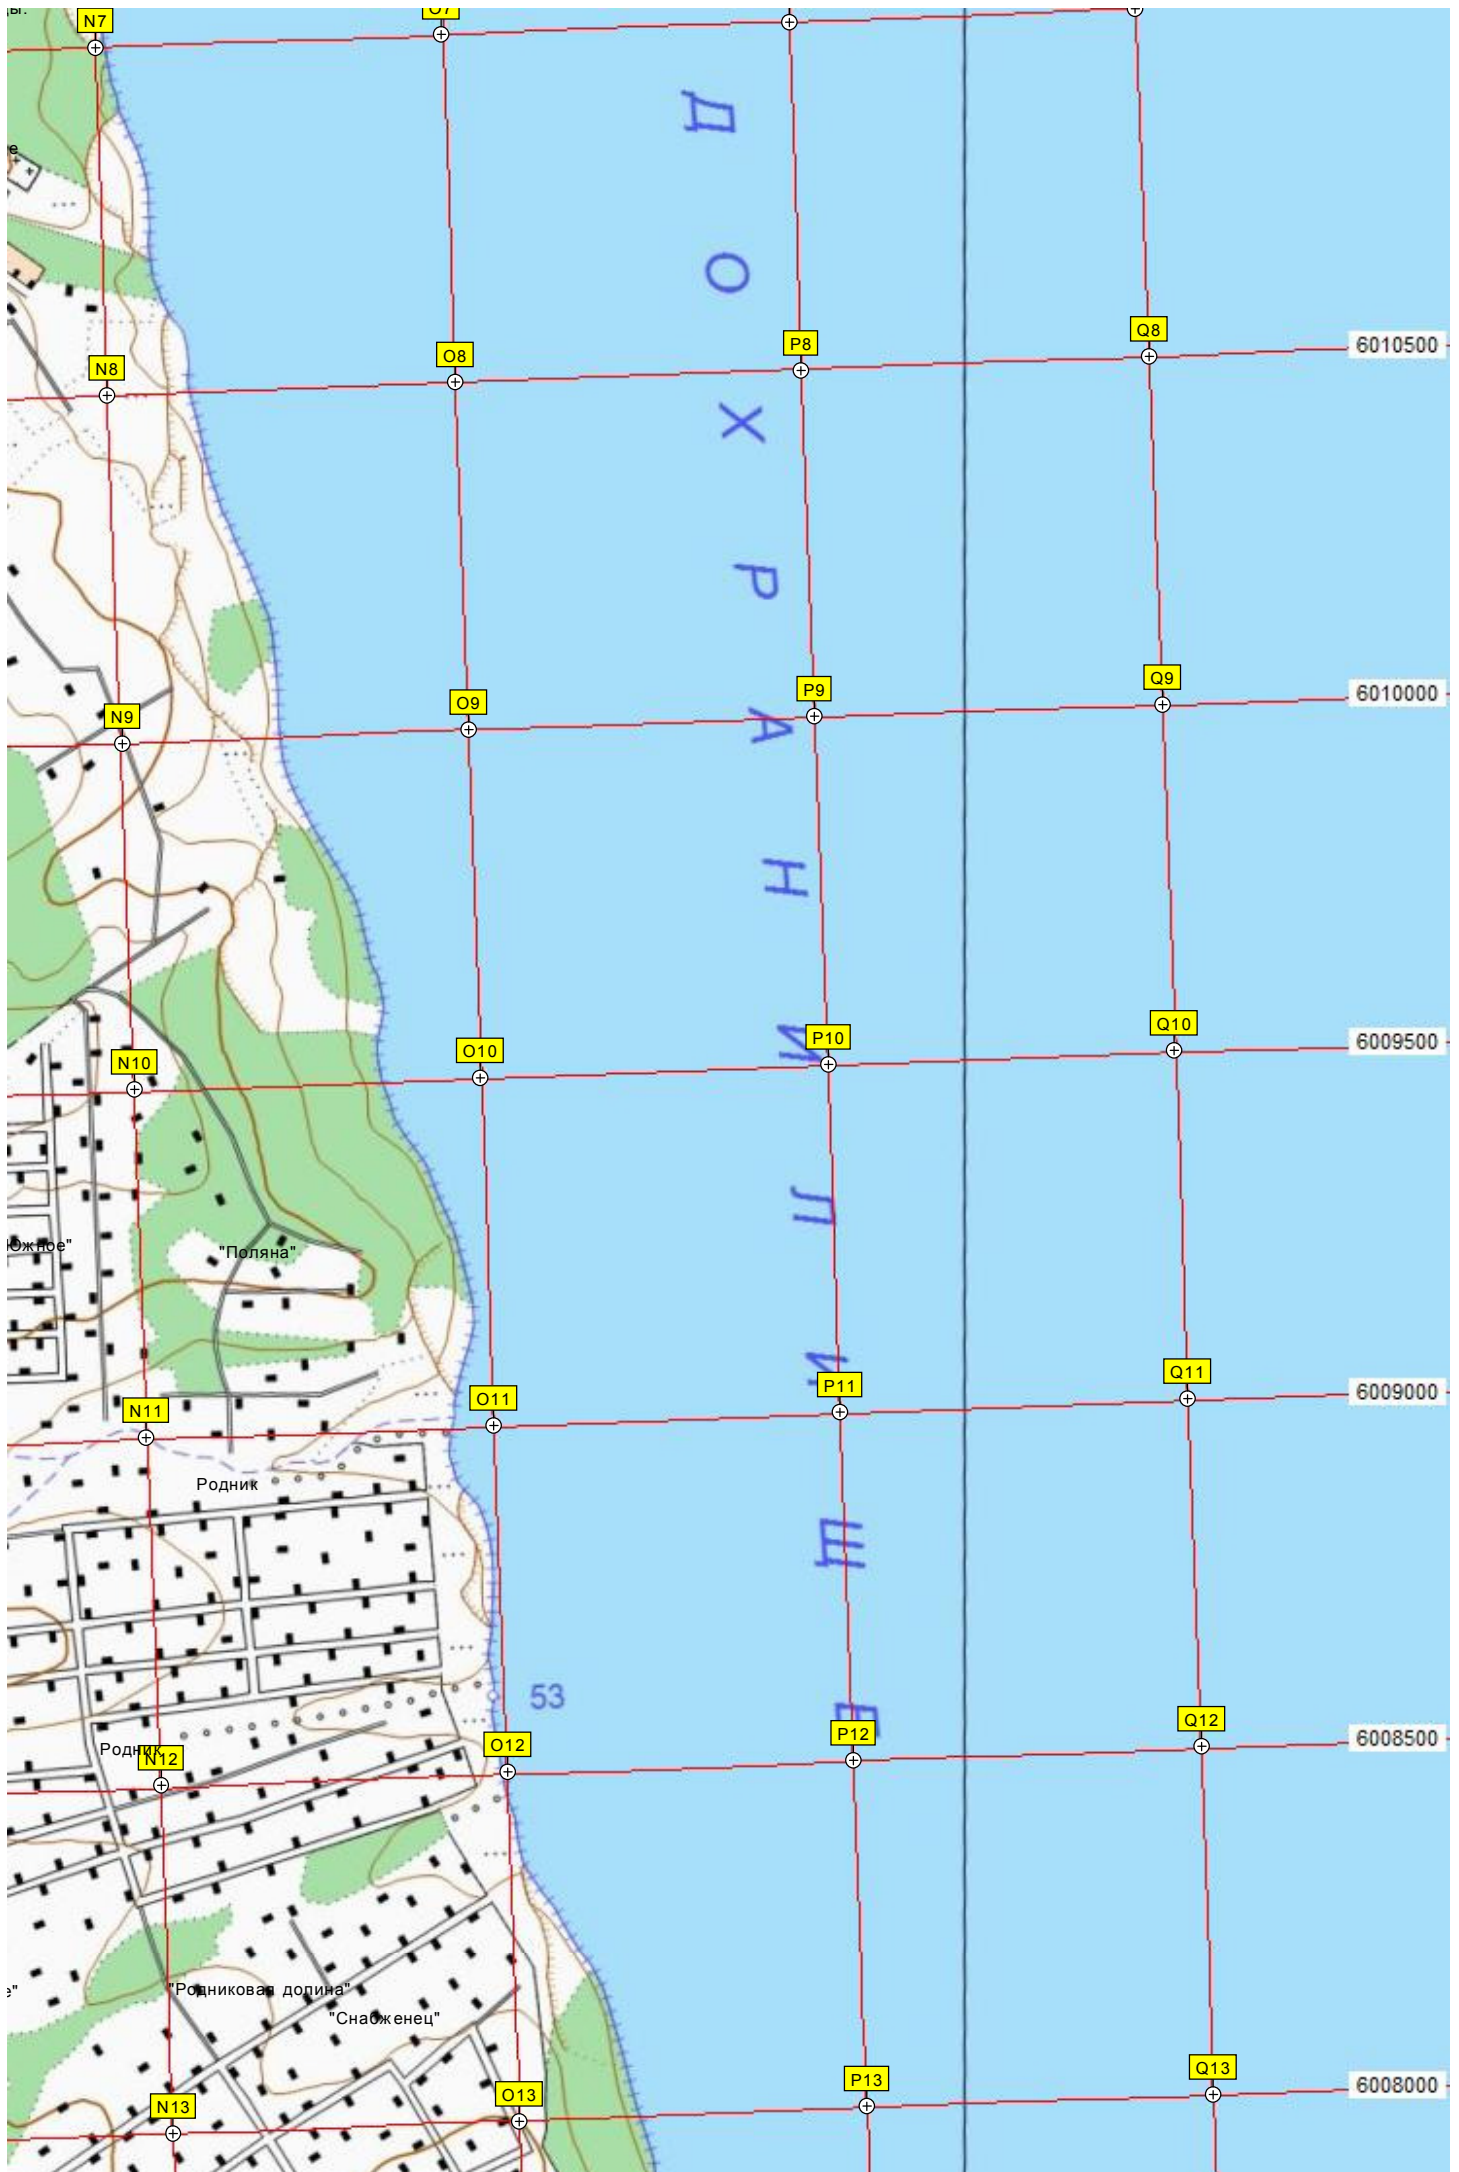 ы.
N7
O7
Д
е
О
Q8
6010500
P8
O8
N8
Х
Р
Q9
6010000
P9
O9
N9
А
Н
Q10
6009500
P10
O10
N10
И
Л
Южное"
"Поляна"
И
Q11
6009000
P11
O11
N11
Родник
Щ
53
Е
Q12
6008500
P12
O12
Родник
N12
"Родниковая долина"
е"
"Снабженец"
Q13
6008000
P13
O13
N13